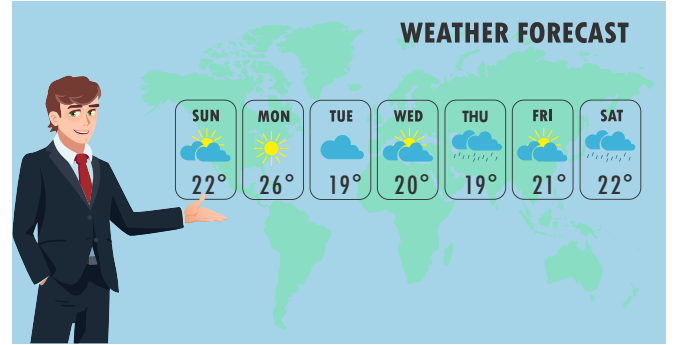 WEATHER FORECAST
SUN MON TUE WED THU FRI SAT
22° 26° 19° 20° 19° 21° 22°